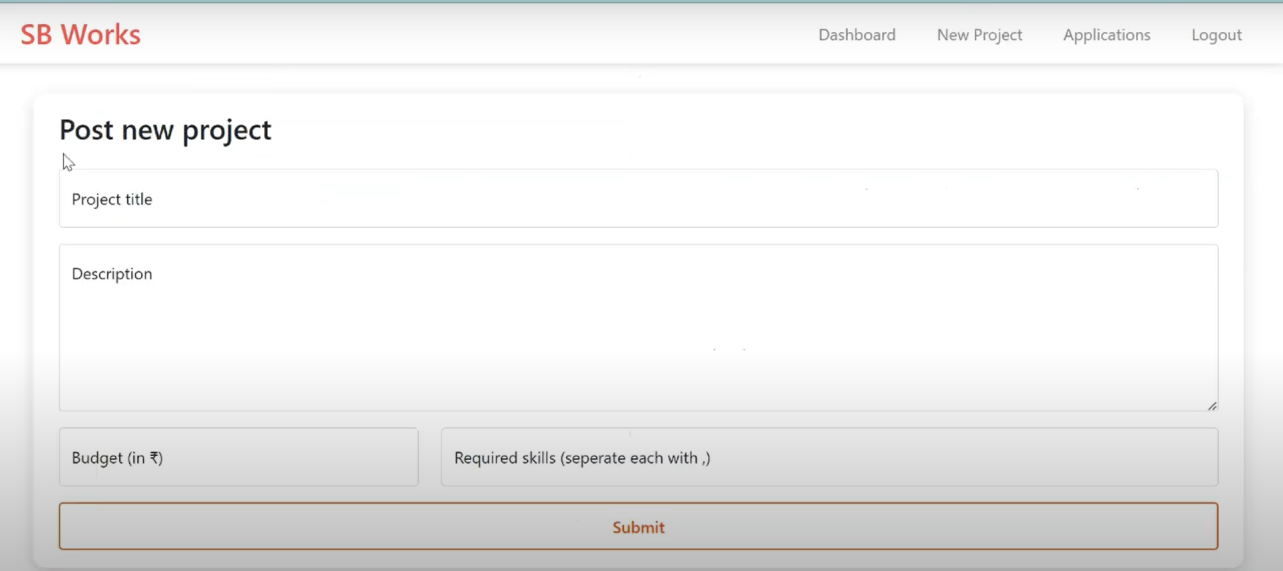 SB Works
Dashboard New Project Applications Logout
Post new project
Project title
Description
Budget (in ₹)
Required skills (seperate each with ,)
Submit